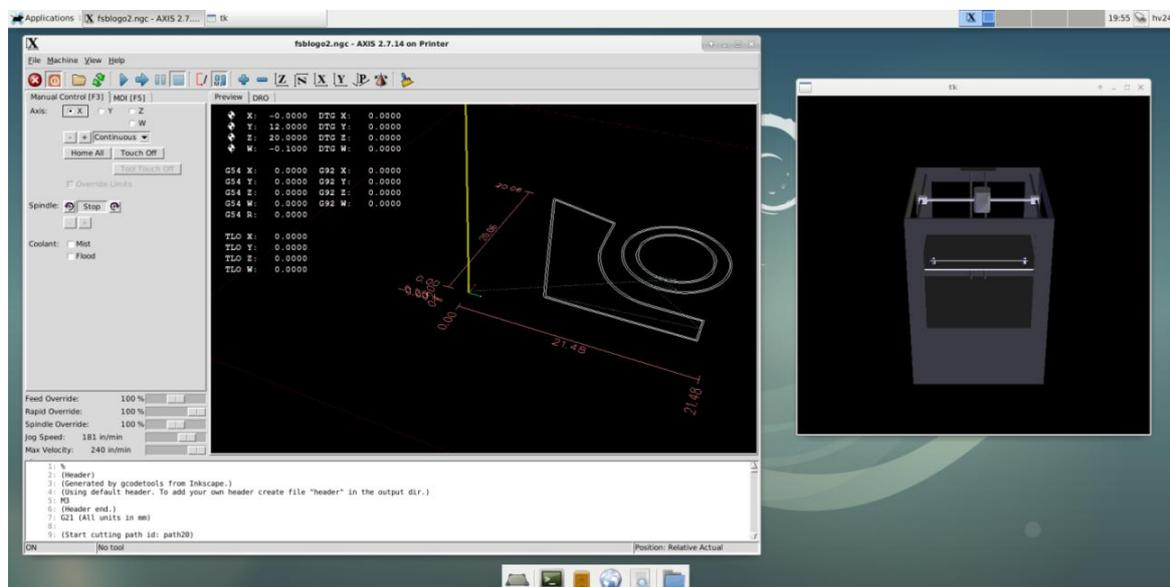 Applications
fsblogo2.ngc - AXIS 2.7....
tk
19:55
hv24
fsblogo2.ngc - AXIS 2.7.14 on Printer
File Machine View Help
Manual Control [F3] MDI [F5]
Axis: X Y Z
W
- + Continuous
Home All Touch Off
Tool Touch Off
Override Limits
Spindle: Stop
- +
Coolant: Mist
Flood
Feed Override: 100 %
Rapid Override: 100 %
Spindle Override: 100 %
Jog Speed: 181 in/min
Max Velocity: 240 in/min
Preview DRO
X: -0.0000 DTG X: 0.0000
Y: 12.0000 DTG Y: 0.0000
Z: 20.0000 DTG Z: 0.0000
W: -0.1000 DTG W: 0.0000
G54 X: 0.0000 G92 X: 0.0000
G54 Y: 0.0000 G92 Y: 0.0000
G54 Z: 0.0000 G92 Z: 0.0000
G54 W: 0.0000 G92 W: 0.0000
G54 R: 0.0000
TLO X: 0.0000
TLO Y: 0.0000
TLO Z: 0.0000
TLO W: 0.0000
20.06
20.06
-0.00
0.00
21.48
21.48
1: %
2: (Header)
3: (Generated by gcodetools from Inkscape.)
4: (Using default header. To add your own header create file "header" in the output dir.)
5: M3
6: (Header end.)
7: G21 (All units in mm)
8:
9: (Start cutting path id: path20)
ON No tool Position: Relative Actual
tk